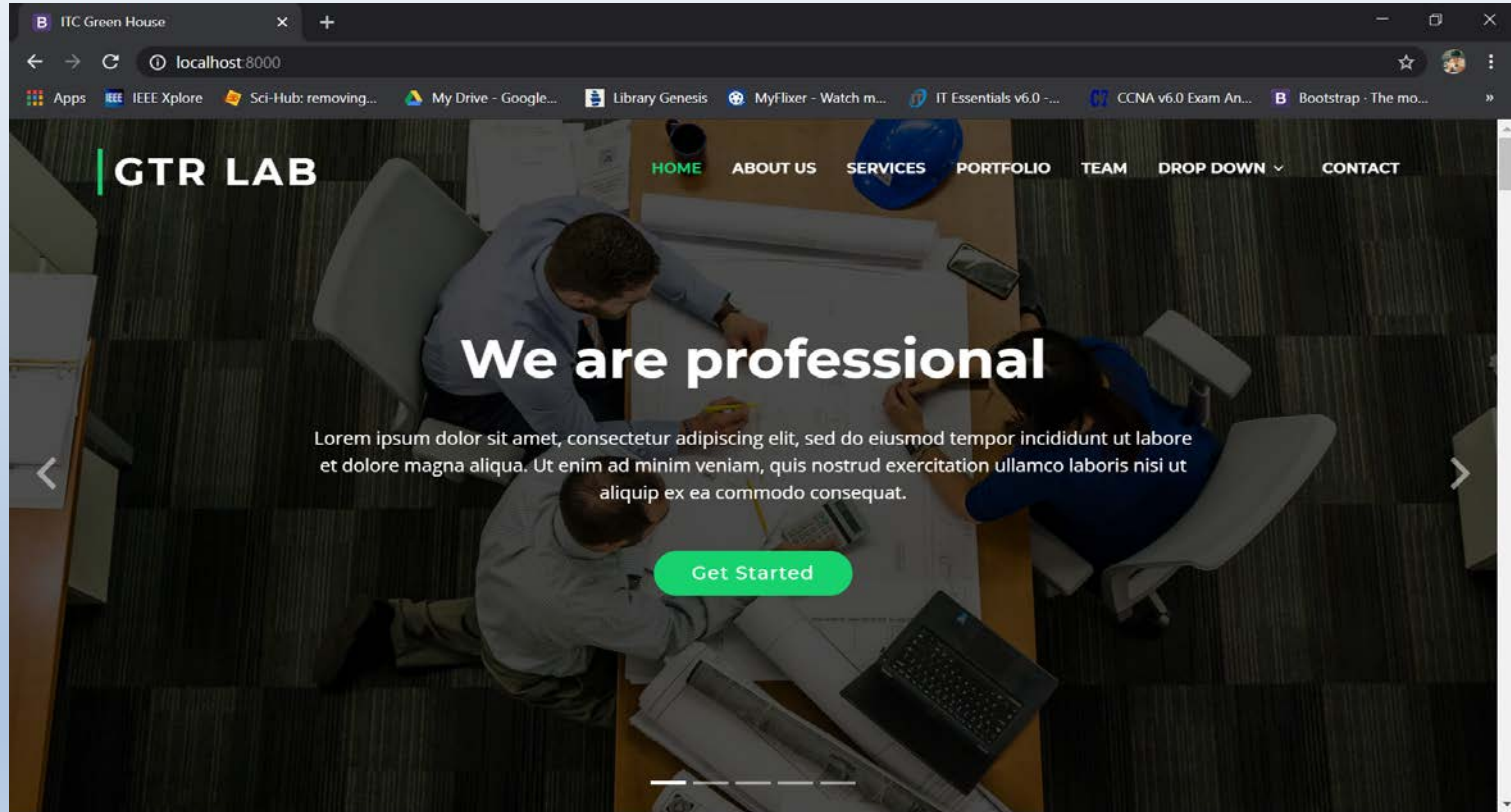 ITC Green House
localhost:8000
Apps IEEE Xplore Sci-Hub: removing... My Drive - Google... Library Genesis MyFlixer - Watch m... IT Essentials v6.0 -... CCNA v6.0 Exam An... B Bootstrap · The mo... »
GTR LAB
HOME ABOUT US SERVICES PORTFOLIO TEAM DROP DOWN CONTACT
We are professional
Lorem ipsum dolor sit amet, consectetur adipiscing elit, sed do eiusmod tempor incididunt ut labore
et dolore magna aliqua. Ut enim ad minim veniam, quis nostrud exercitation ullamco laboris nisi ut
aliquip ex ea commodo consequat.
Get Started